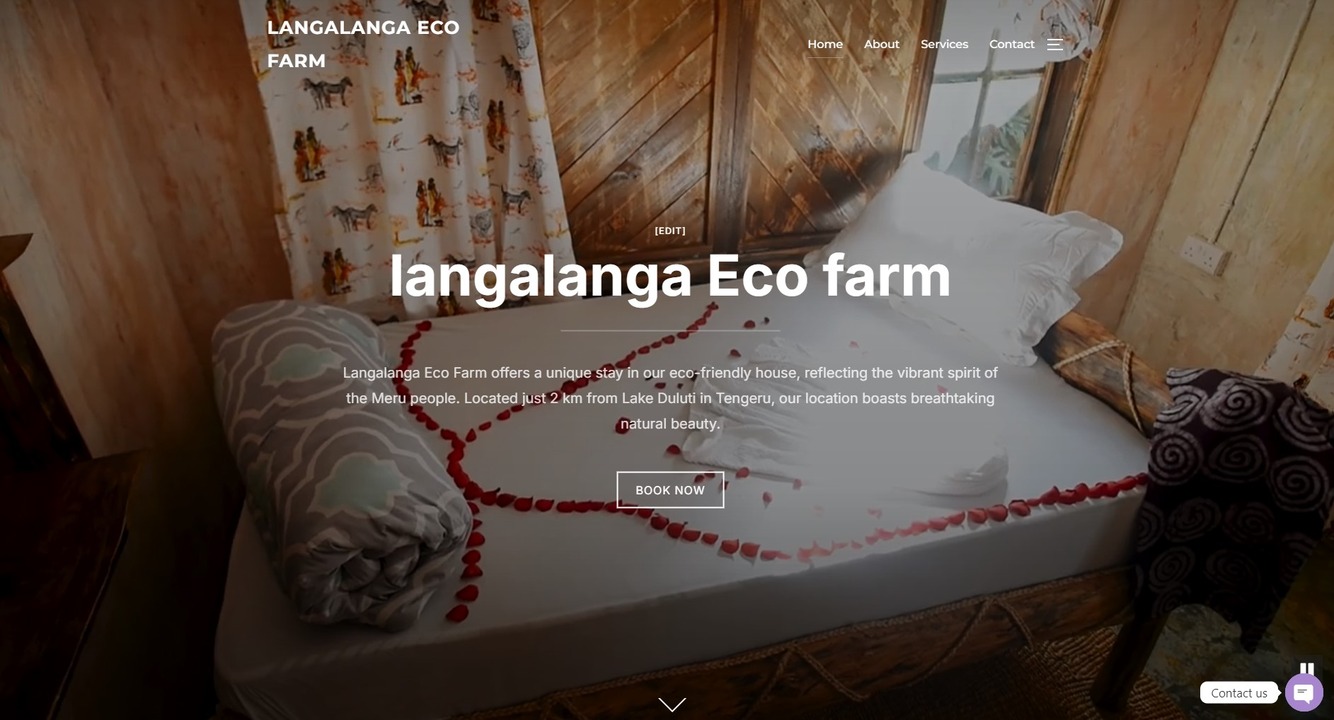 LANGALANGA ECO
FARM
Home About Services Contact
[EDIT]
langalanga Eco farm
Langalanga Eco Farm offers a unique stay in our eco-friendly house, reflecting the vibrant spirit of
the Meru people. Located just 2 km from Lake Duluti in Tengeru, our location boasts breathtaking
natural beauty.
BOOK NOW
Contact us